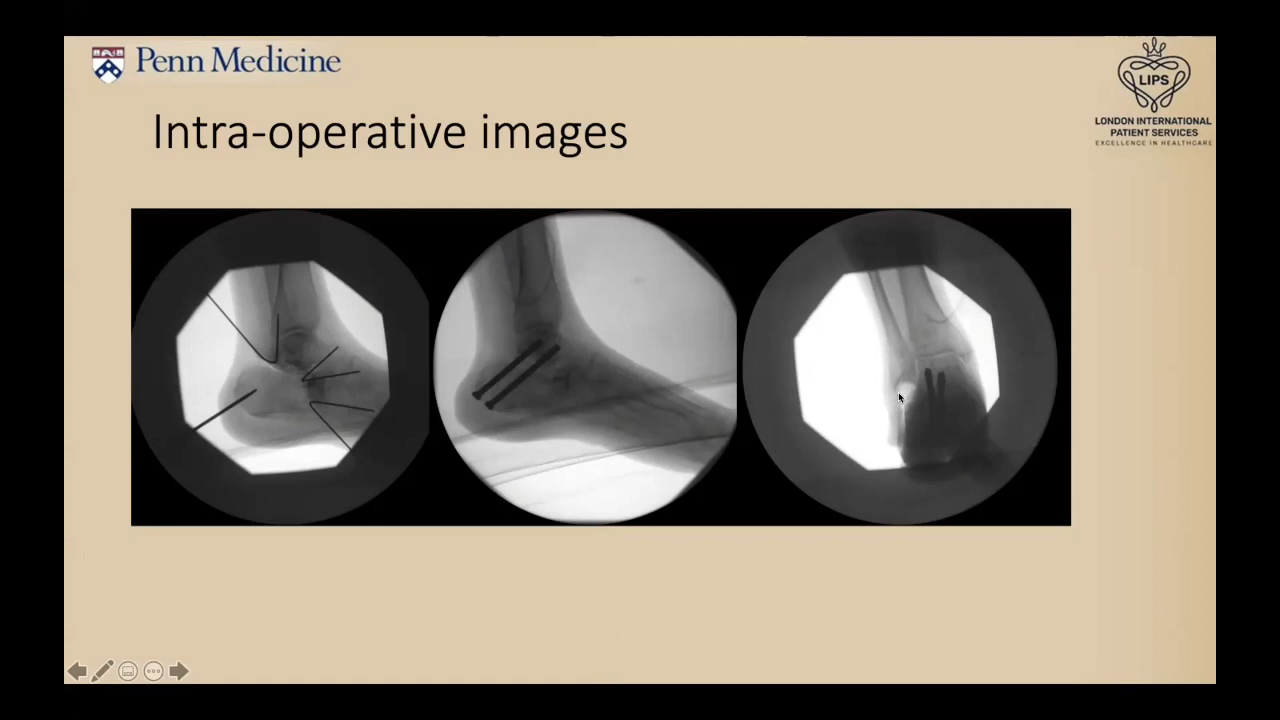 Penn Medicine
LIPS
LONDON INTERNATIONAL
PATIENT SERVICES
EXCELLENCE IN HEALTHCARE
Intra-operative images